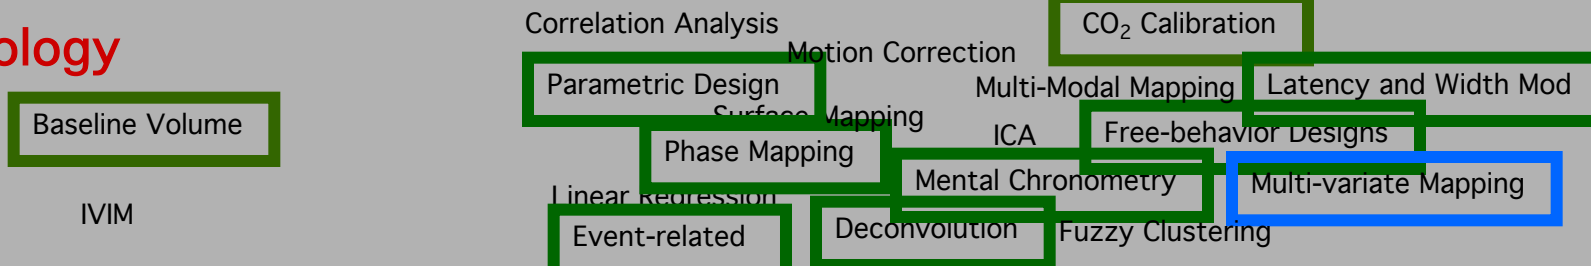 ology
Correlation Analysis
CO₂ Calibration
Motion Correction
Parametric Design
Multi-Modal Mapping
Latency and Width Mod
Baseline Volume
Surface Mapping
ICA
Free-behavior Designs
Phase Mapping
Mental Chronometry
Multi-variate Mapping
Linear Regression
IVIM
Event-related
Deconvolution
Fuzzy Clustering